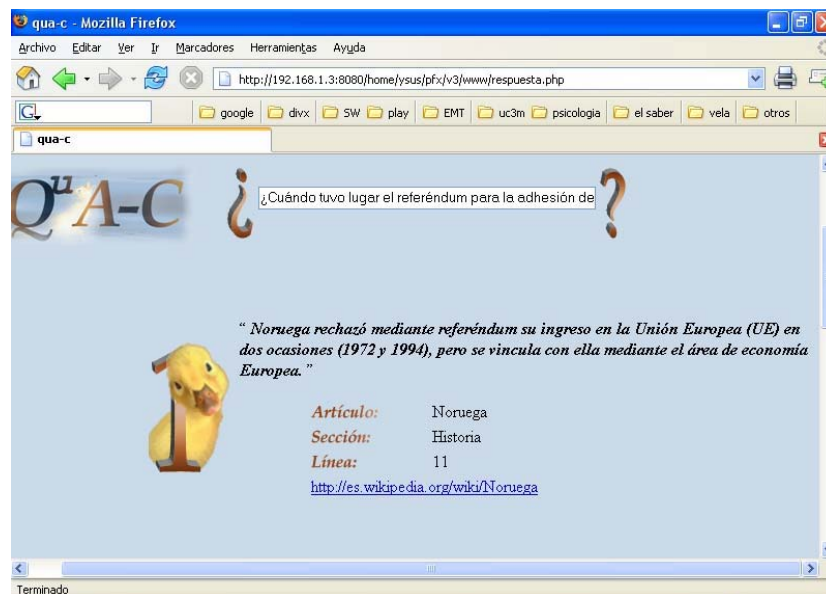 qua-c - Mozilla Firefox
Archivo Editar Ver Ir Marcadores Herramientas Ayuda
http://192.168.1.3:8080/home/ysus/pfx/v3/www/respuesta.php
G google divx SW play EMT uc3m psicologia el saber vela otros
qua-c
QuA-C ¿ ¿Cuándo tuvo lugar el referéndum para la adhesión de ?
“ Noruega rechazó mediante referéndum su ingreso en la Unión Europea (UE) en
dos ocasiones (1972 y 1994), pero se vincula con ella mediante el área de economía
Europea. ”
1
Artículo: Noruega
Sección: Historia
Línea: 11
http://es.wikipedia.org/wiki/Noruega
Terminado